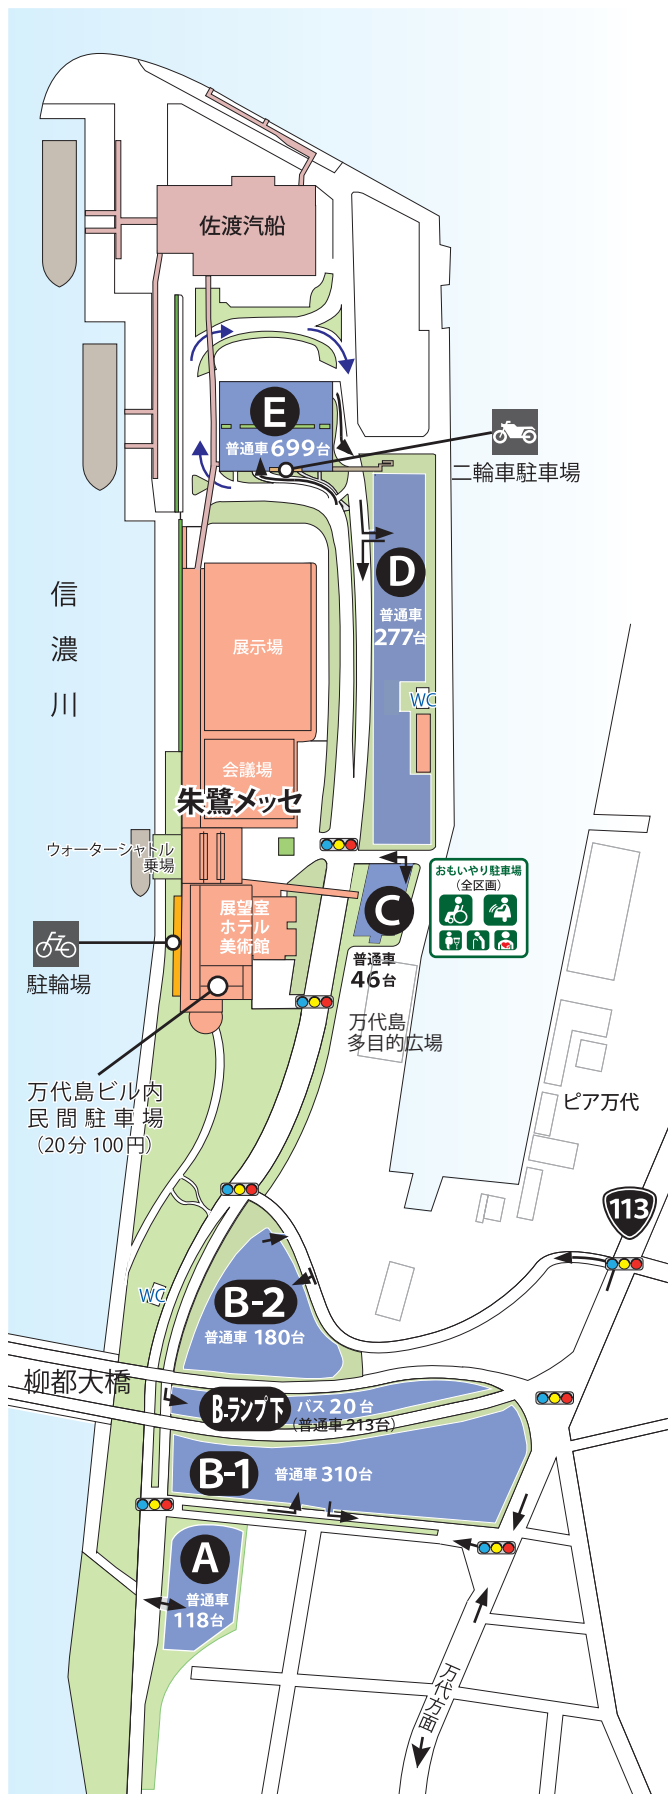 佐渡汽船
E
普通車 699台
二輪車駐車場
D
普通車
277台
信
濃
川
展示場
WC
会議場
朱鷺メッセ
ウォーターシャトル
乗場
おもいやり駐車場
(全区画)
展望室
ホテル
美術館
C
普通車
46台
駐輪場
万代島
多目的広場
万代島ビル内
民間駐車場
(20分 100円)
ピア万代
113
WC
B-2
普通車 180台
柳都大橋
B-ランプ下
バス 20台
(普通車 213台)
B-1
普通車 310台
A
普通車
118台
万代方面